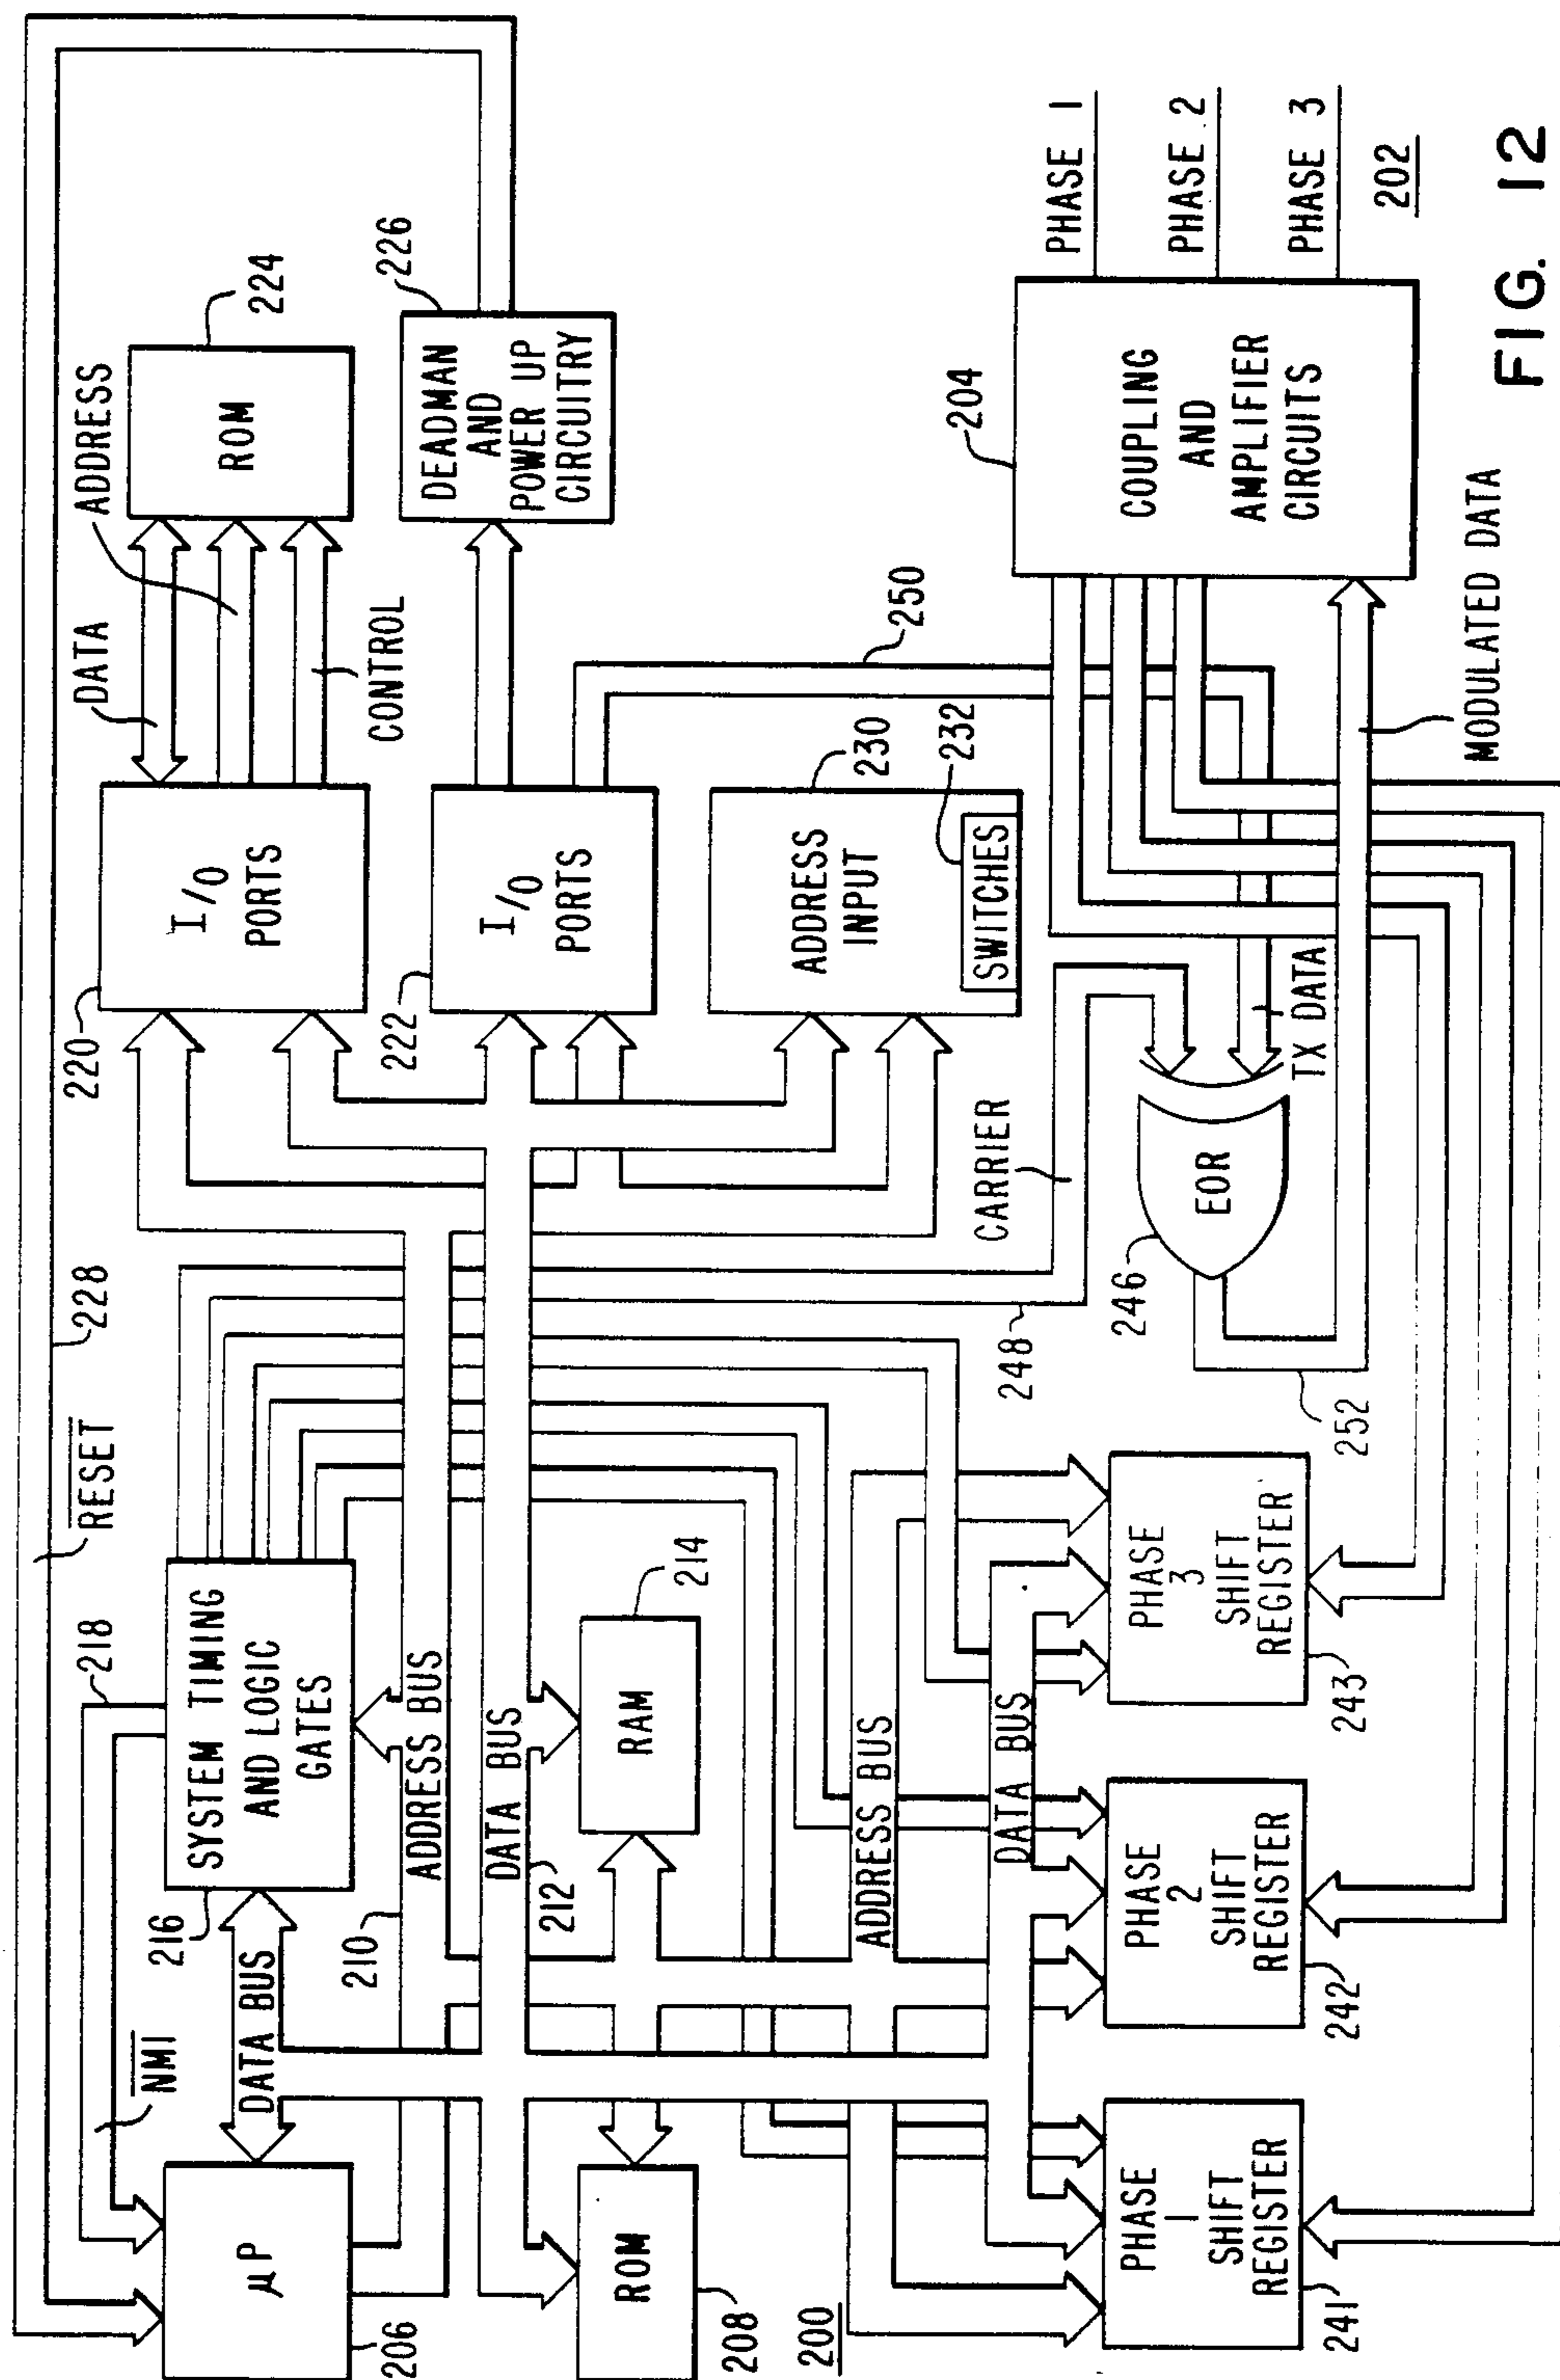 RESET
228
NMI
218
DATA
ADDRESS
224
ROM
CONTROL
220
I/O
PORTS
μP
206
DATA BUS
216
SYSTEM TIMING
AND LOGIC
GATES
210
ADDRESS BUS
DATA BUS
212
222
I/O
PORTS
226
DEADMAN
AND
POWER UP
CIRCUITRY
ROM
208
RAM
214
230
ADDRESS
INPUT
232
SWITCHES
250
200
ADDRESS BUS
DATA BUS
248
CARRIER
246
EOR
TX DATA
252
204
COUPLING
AND
AMPLIFIER
CIRCUITS
MODULATED DATA
PHASE 1
PHASE 2
PHASE 3
202
PHASE
1
SHIFT
REGISTER
241
PHASE
2
SHIFT
REGISTER
242
PHASE
3
SHIFT
REGISTER
243
FIG. 12